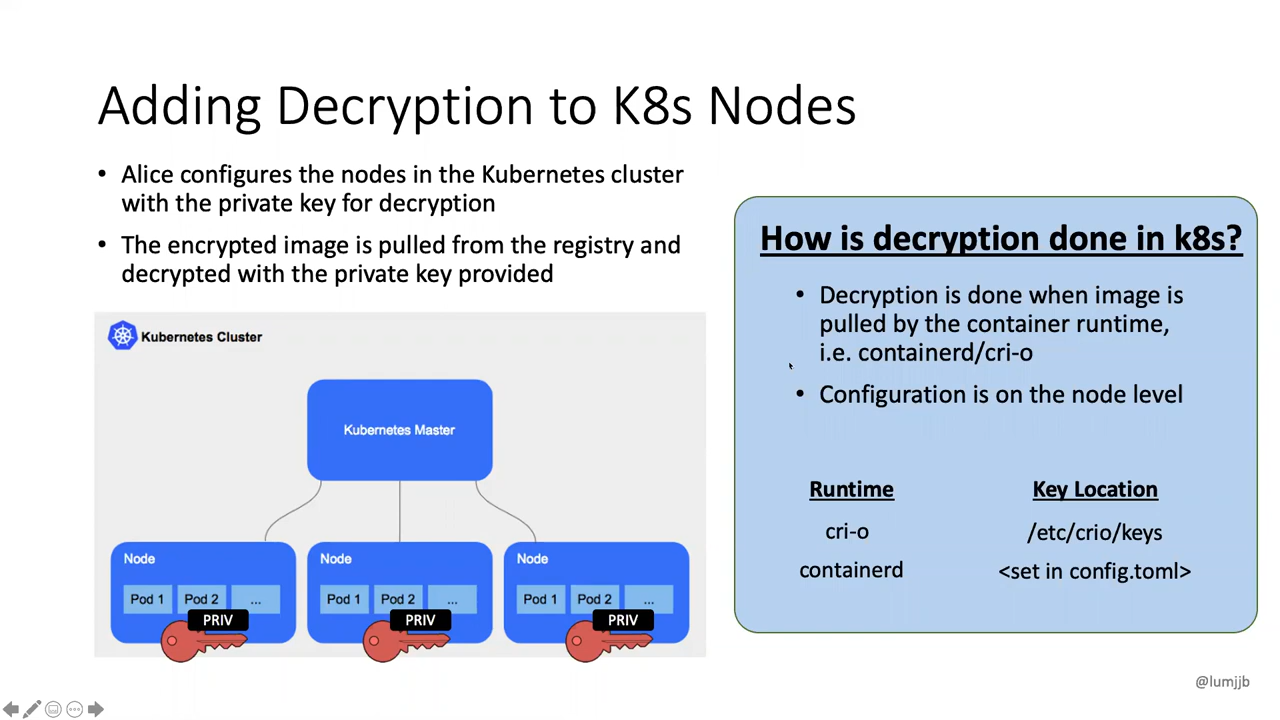 Adding Decryption to K8s Nodes
• Alice configures the nodes in the Kubernetes cluster
with the private key for decryption
• The encrypted image is pulled from the registry and
decrypted with the private key provided
Kubernetes Cluster
Kubernetes Master
Node
Pod 1 Pod 2 ...
PRIV
Node
Pod 1 Pod 2 ...
PRIV
Node
Pod 1 Pod 2 ...
PRIV
How is decryption done in k8s?
• Decryption is done when image is
pulled by the container runtime,
i.e. containerd/cri-o
• Configuration is on the node level
Runtime Key Location
cri-o /etc/crio/keys
containerd <set in config.toml>
@lumjjb